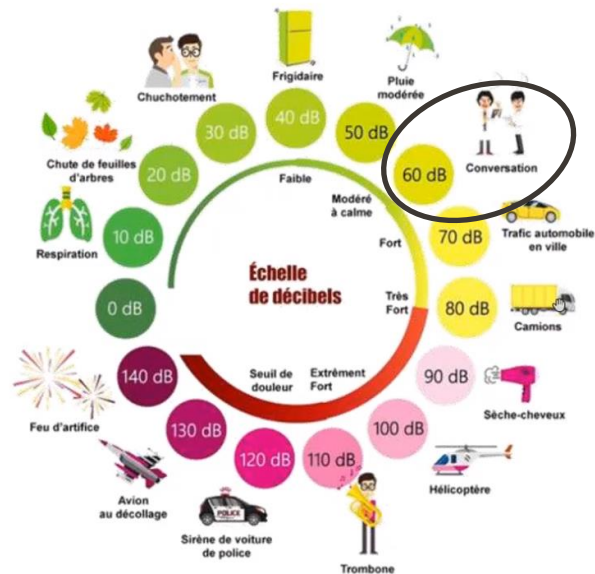 Frigidaire
Pluie
modérée
Chuchotement
40 dB
30 dB
50 dB
Conversation
Chute de feuilles
d'arbres
20 dB
60 dB
Faible
Modéré
à calme
Respiration
10 dB
Fort
70 dB
Trafic automobile
en ville
Échelle
de décibels
0 dB
Très
Fort
80 dB
Camions
140 dB
Seuil de
douleur
Extrêment
Fort
90 dB
Sèche-cheveux
Feu d'artifice
130 dB
100 dB
120 dB
110 dB
Hélicoptère
Avion
au décollage
POLICE
Sirène de voiture
de police
Trombone